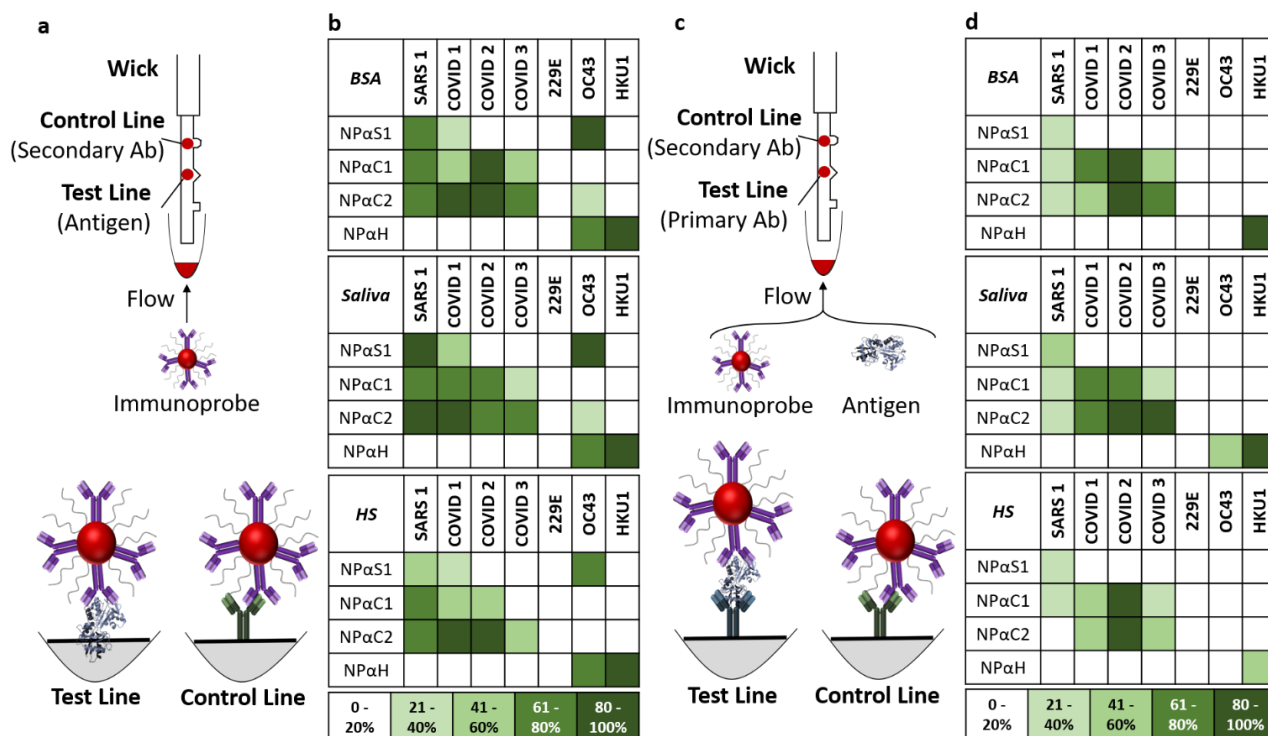 a
Wick
Control Line
(Secondary Ab)
Test Line
(Antigen)
Flow
Immunoprobe
Test Line
Control Line
b
BSA SARS 1 COVID 1 COVID 2 COVID 3 229E OC43 HKU1
NPαS1
NPαC1
NPαC2
NPαH
Saliva SARS 1 COVID 1 COVID 2 COVID 3 229E OC43 HKU1
NPαS1
NPαC1
NPαC2
NPαH
HS SARS 1 COVID 1 COVID 2 COVID 3 229E OC43 HKU1
NPαS1
NPαC1
NPαC2
NPαH
0 - 21 - 41 - 61 - 80 -
20% 40% 60% 80% 100%
c
Wick
Control Line
(Secondary Ab)
Test Line
(Primary Ab)
Flow
Immunoprobe
Antigen
Test Line
Control Line
d
BSA SARS 1 COVID 1 COVID 2 COVID 3 229E OC43 HKU1
NPαS1
NPαC1
NPαC2
NPαH
Saliva SARS 1 COVID 1 COVID 2 COVID 3 229E OC43 HKU1
NPαS1
NPαC1
NPαC2
NPαH
HS SARS 1 COVID 1 COVID 2 COVID 3 229E OC43 HKU1
NPαS1
NPαC1
NPαC2
NPαH
0 - 21 - 41 - 61 - 80 -
20% 40% 60% 80% 100%